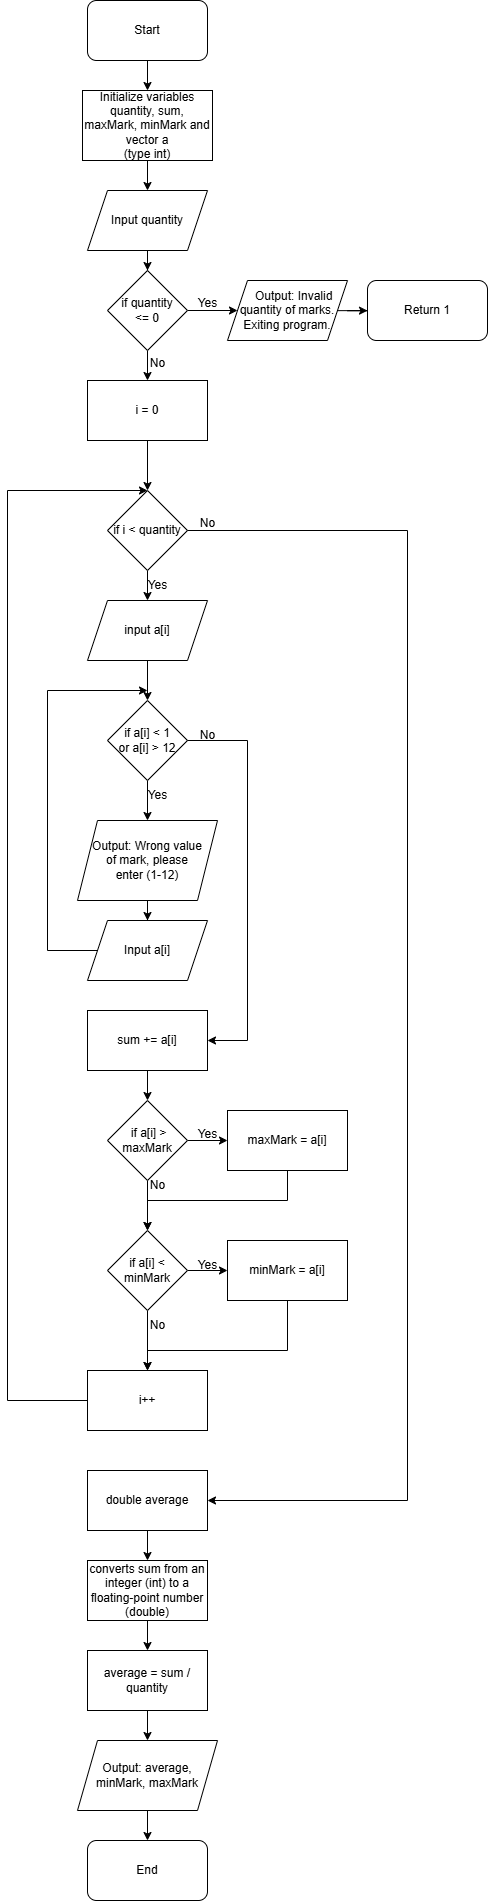 Start
Initialize variables
quantity, sum,
maxMark, minMark and
vector a
(type int)
Input quantity
if quantity
<= 0
Yes
Output: Invalid
quantity of marks.
Exiting program.
Return 1
No
i = 0
if i < quantity
No
Yes
input a[i]
if a[i] < 1
or a[i] > 12
No
Yes
Output: Wrong value
of mark, please
enter (1-12)
Input a[i]
sum += a[i]
if a[i] >
maxMark
Yes
maxMark = a[i]
No
if a[i] <
minMark
Yes
minMark = a[i]
No
i++
double average
converts sum from an
integer (int) to a
floating-point number
(double)
average = sum /
quantity
Output: average,
minMark, maxMark
End